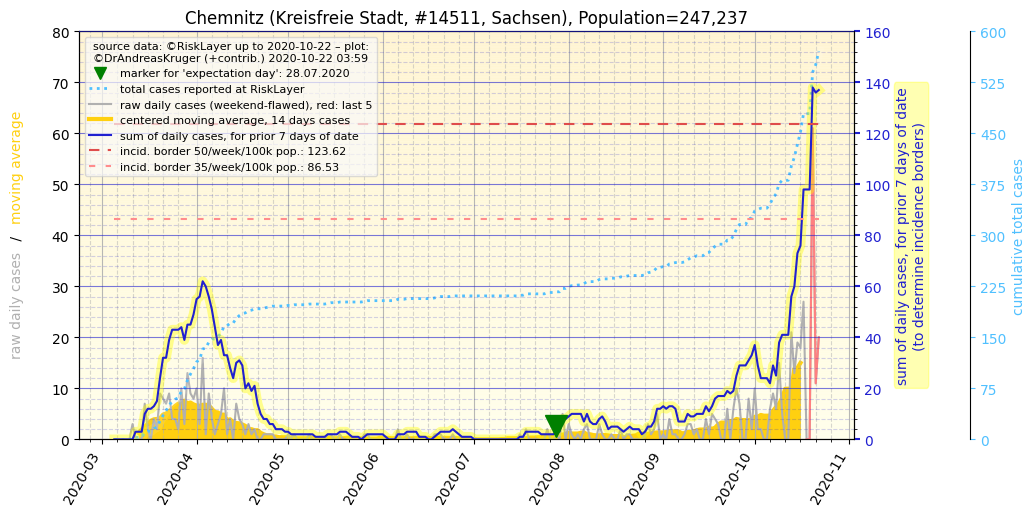 Chemnitz (Kreisfreie Stadt, #14511, Sachsen), Population=247,237
source data: ©RiskLayer up to 2020-10-22 – plot:
©DrAndreasKruger (+contrib.) 2020-10-22 03:59
marker for 'expectation day': 28.07.2020
total cases reported at RiskLayer
raw daily cases (weekend-flawed), red: last 5
centered moving average, 14 days cases
sum of daily cases, for prior 7 days of date
incid. border 50/week/100k pop.: 123.62
incid. border 35/week/100k pop.: 86.53
raw daily cases / moving average
80
70
60
50
40
30
20
10
0
160
140
120
100
80
60
40
20
0
sum of daily cases, for prior 7 days of date
(to determine incidence borders)
600
525
450
375
300
225
150
75
0
cumulative total cases
2020-03
2020-04
2020-05
2020-06
2020-07
2020-08
2020-09
2020-10
2020-11